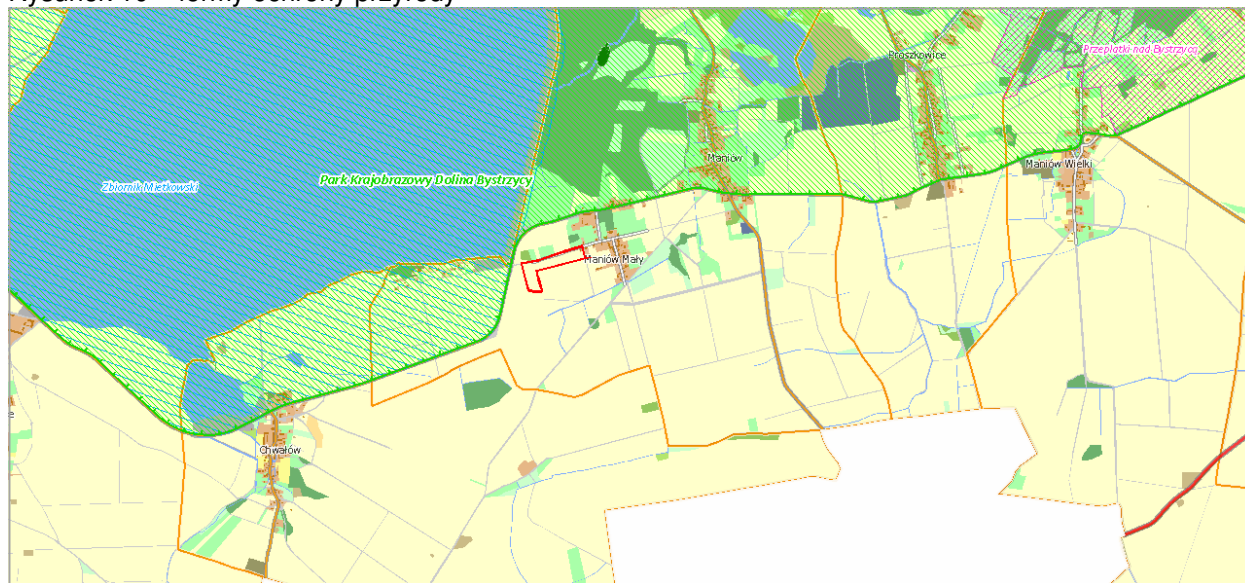 Proszkowice
Przeplatki nad Bystrzycą
Maniów
Maniów Wielki
Park Krajobrazowy Dolina Bystrzycy
Zbiornik Mietkowski
Maniów Mały
e
Chwałów